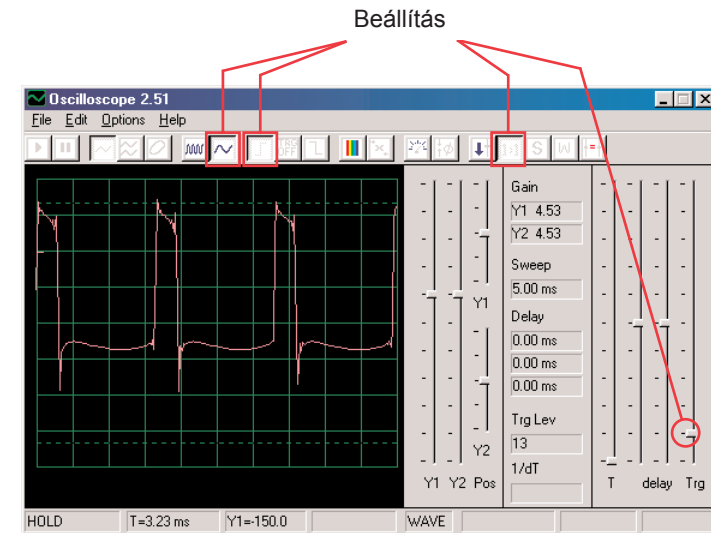 Beállítás
Oscilloscope 2.51
File Edit Options Help
TRG OFF S W
Gain
Y1 4.53
Y2 4.53
Sweep
5.00 ms
Delay
0.00 ms
0.00 ms
0.00 ms
Trg Lev
13
1/dT
Y1
Y2
Y1 Y2 Pos
T delay Trg
HOLD T=3.23 ms Y1=-150.0 WAVE